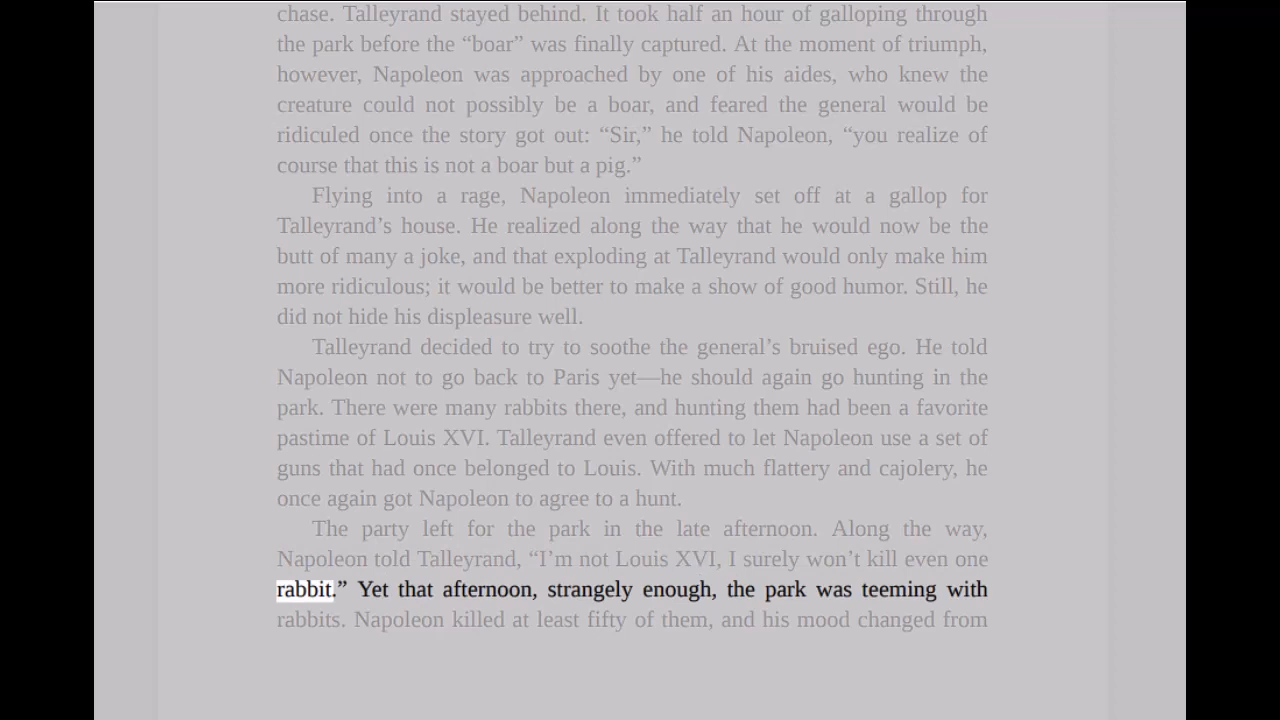 chase. Talleyrand stayed behind. It took half an hour of galloping through
the park before the “boar” was finally captured. At the moment of triumph,
however, Napoleon was approached by one of his aides, who knew the
creature could not possibly be a boar, and feared the general would be
ridiculed once the story got out: “Sir,” he told Napoleon, “you realize of
course that this is not a boar but a pig.”
Flying into a rage, Napoleon immediately set off at a gallop for
Talleyrand’s house. He realized along the way that he would now be the
butt of many a joke, and that exploding at Talleyrand would only make him
more ridiculous; it would be better to make a show of good humor. Still, he
did not hide his displeasure well.
Talleyrand decided to try to soothe the general’s bruised ego. He told
Napoleon not to go back to Paris yet—he should again go hunting in the
park. There were many rabbits there, and hunting them had been a favorite
pastime of Louis XVI. Talleyrand even offered to let Napoleon use a set of
guns that had once belonged to Louis. With much flattery and cajolery, he
once again got Napoleon to agree to a hunt.
The party left for the park in the late afternoon. Along the way,
Napoleon told Talleyrand, “I’m not Louis XVI, I surely won’t kill even one
rabbit.” Yet that afternoon, strangely enough, the park was teeming with
rabbits. Napoleon killed at least fifty of them, and his mood changed from